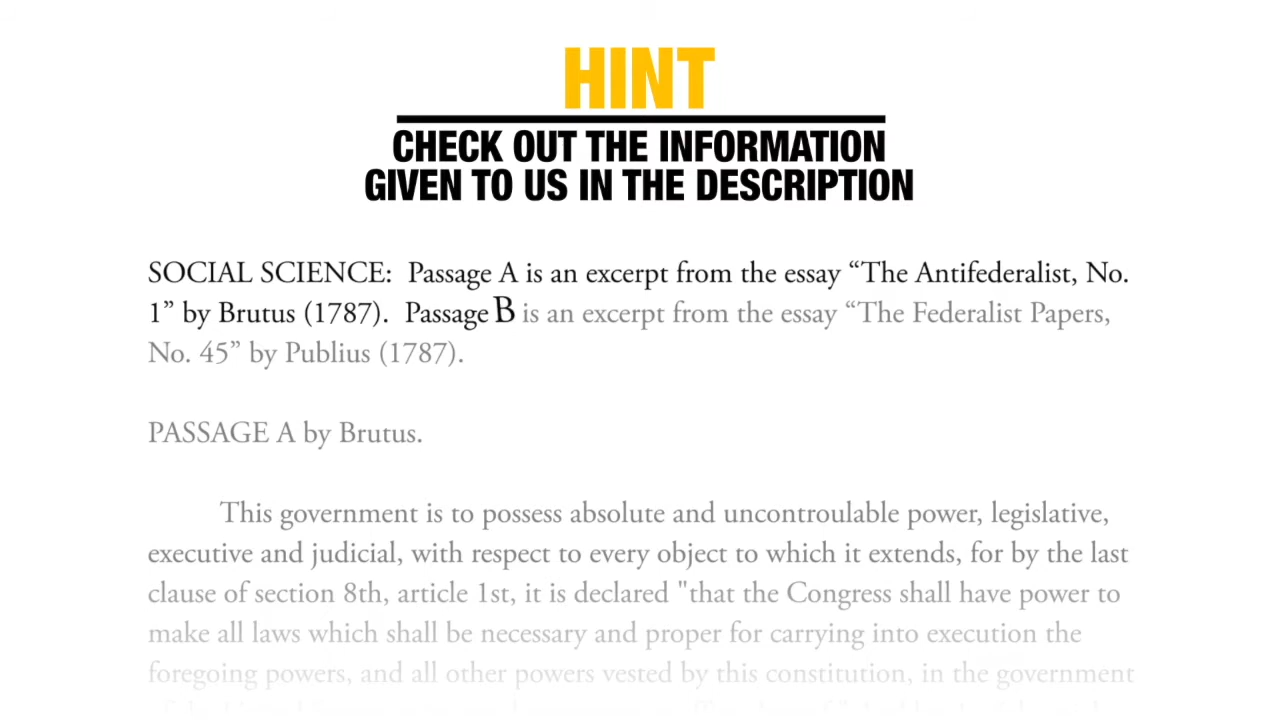 HINT
CHECK OUT THE INFORMATION
GIVEN TO US IN THE DESCRIPTION
SOCIAL SCIENCE: Passage A is an excerpt from the essay “The Antifederalist, No.
1” by Brutus (1787). Passage B is an excerpt from the essay “The Federalist Papers,
No. 45” by Publius (1787).
PASSAGE A by Brutus.
This government is to possess absolute and uncontroulable power, legislative,
executive and judicial, with respect to every object to which it extends, for by the last
clause of section 8th, article 1st, it is declared "that the Congress shall have power to
make all laws which shall be necessary and proper for carrying into execution the
foregoing powers, and all other powers vested by this constitution, in the government